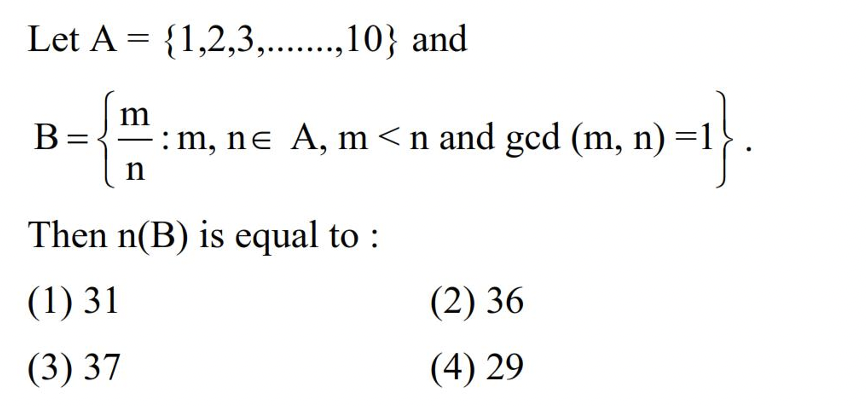 Let A = {1,2,3,.......,10} and
B = { m/n : m, n∈ A, m < n and gcd (m, n) =1 } .
Then n(B) is equal to :
(1) 31 (2) 36
(3) 37 (4) 29